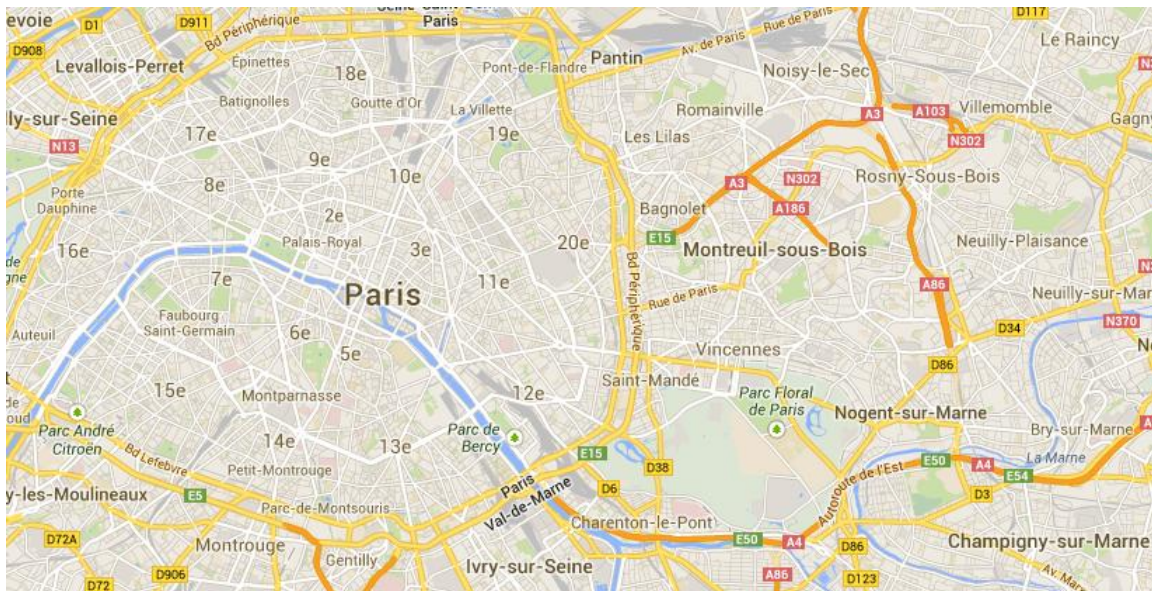 evoie
D1
D911
Bd Périphérique
Paris
D117
D908
Levallois-Perret
Épinettes
18e
Pont-de-Flandre
Pantin
Av. de Paris
Rue de Paris
Le Raincy
Noisy-le-Sec
Batignolles
Goutte d'Or
La Villette
Romainville
A3
A103
Villemomble
lly-sur-Seine
17e
19e
Les Lilas
N302
Gagny
N13
9e
8e
10e
A3
N302
Rosny-Sous-Bois
Porte
Dauphine
2e
Bagnolet
A186
16e
Palais-Royal
3e
20e
E15
Montreuil-sous-Bois
Neuilly-Plaisance
de
gne
7e
11e
Bd Périphérique
A86
Paris
Rue de Paris
Neuilly-sur-Mar
Faubourg
Saint-Germain
6e
N370
D34
Auteuil
5e
Vincennes
D86
15e
Montparnasse
12e
Saint-Mandé
Parc Floral
de Paris
de
oud
Parc André
Citroën
14e
13e
Parc de
Bercy
Nogent-sur-Marne
Bry-sur-Marne
Bd Lefebvre
Petit-Montrouge
E15
D38
Autoroute de l'Est
E50
A4
E54
La Marne
y-les-Moulineaux
E5
Parc-de-Montsouris
Paris
Val-de-Marne
D6
D3
Charenton-le-Pont
D72A
Montrouge
Gentilly
E50
A4
D86
Champigny-sur-Marne
D72
D906
Ivry-sur-Seine
A86
D123
Av. Mar